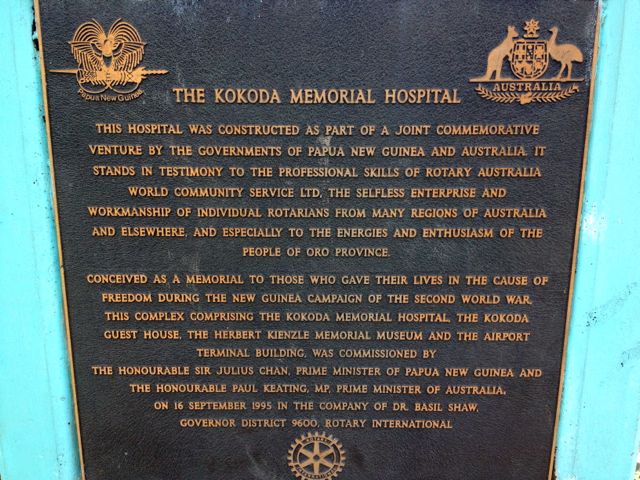 Papua New Guinea
AUSTRALIA
THE KOKODA MEMORIAL HOSPITAL
THIS HOSPITAL WAS CONSTRUCTED AS PART OF A JOINT COMMEMORATIVE
VENTURE BY THE GOVERNMENTS OF PAPUA NEW GUINEA AND AUSTRALIA. IT
STANDS IN TESTIMONY TO THE PROFESSIONAL SKILLS OF ROTARY AUSTRALIA
WORLD COMMUNITY SERVICE LTD, THE SELFLESS ENTERPRISE AND
WORKMANSHIP OF INDIVIDUAL ROTARIANS FROM MANY REGIONS OF AUSTRALIA
AND ELSEWHERE, AND ESPECIALLY TO THE ENERGIES AND ENTHUSIASM OF THE
PEOPLE OF ORO PROVINCE.
CONCEIVED AS A MEMORIAL TO THOSE WHO GAVE THEIR LIVES IN THE CAUSE OF
FREEDOM DURING THE NEW GUINEA CAMPAIGN OF THE SECOND WORLD WAR,
THIS COMPLEX COMPRISING THE KOKODA MEMORIAL HOSPITAL, THE KOKODA
GUEST HOUSE, THE HERBERT KIENZLE MEMORIAL MUSEUM AND THE AIRPORT
TERMINAL BUILDING, WAS COMMISSIONED BY
THE HONOURABLE SIR JULIUS CHAN, PRIME MINISTER OF PAPUA NEW GUINEA AND
THE HONOURABLE PAUL KEATING, MP, PRIME MINISTER OF AUSTRALIA,
ON 16 SEPTEMBER 1995 IN THE COMPANY OF DR. BASIL SHAW,
GOVERNOR DISTRICT 9600, ROTARY INTERNATIONAL
ROTARY
INTERNATIONAL